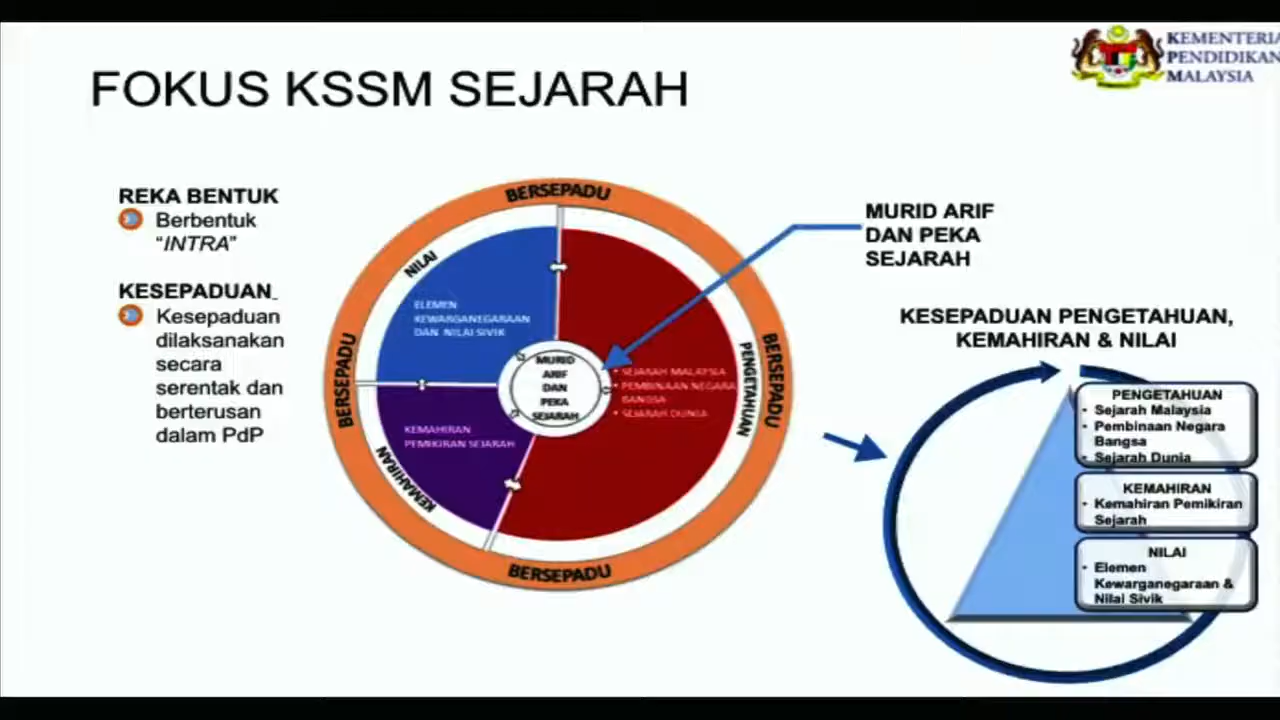 KEMENTERIA
PENDIDIKAN
MALAYSIA
FOKUS KSSM SEJARAH
REKA BENTUK
Berbentuk
“INTRA”
KESEPADUAN
Kesepaduan
dilaksanakan
secara
serentak dan
berterusan
dalam PdP
BERSEPADU
BERSEPADU
BERSEPADU
BERSEPADU
NILAI
ELEMEN
KEWARGANEGARAAN
DAN NILAI SIVIK
KEMAHIRAN
KEMAHIRAN
PEMIKIRAN SEJARAH
PENGETAHUAN
• SEJARAH MALAYSIA
• PEMBINAAN NEGARA
BANGSA
• SEJARAH DUNIA
MURID
ARIF
DAN
PEKA
SEJARAH
MURID ARIF
DAN PEKA
SEJARAH
KESEPADUAN PENGETAHUAN,
KEMAHIRAN & NILAI
PENGETAHUAN
• Sejarah Malaysia
• Pembinaan Negara
Bangsa
• Sejarah Dunia
KEMAHIRAN
• Kemahiran Pemikiran
Sejarah
NILAI
• Elemen
Kewarganegaraan &
Nilai Sivik